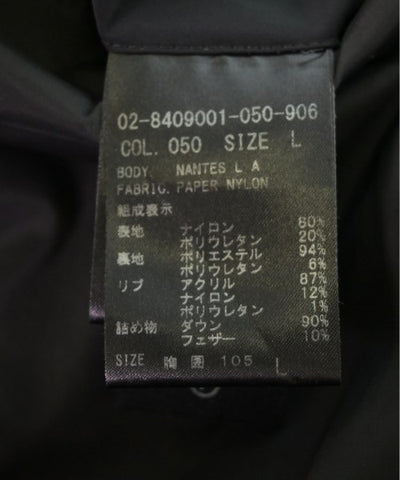 02-8409001-050-906
COL. 050 SIZE L
BODY. NANTES L A
FABRIC. PAPER NYLON
組成表示
表地 ナイロン 80%
ポリウレタン 20%
裏地 ポリエステル 94%
ポリウレタン 6%
リブ アクリル 87%
ナイロン 12%
ポリウレタン 1%
詰め物 ダウン 90%
フェザー 10%
SIZE 胸囲 105 L